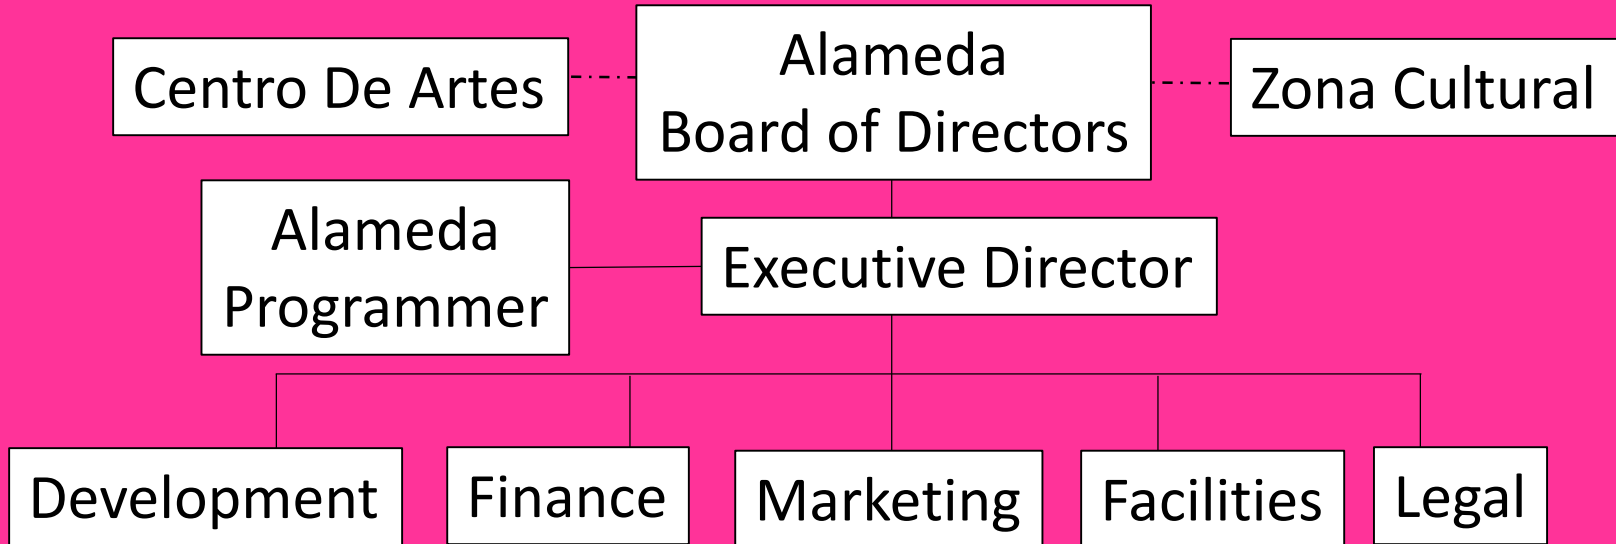 Centro De Artes
Alameda
Board of Directors
Zona Cultural
Alameda
Programmer
Executive Director
Development
Finance
Marketing
Facilities
Legal